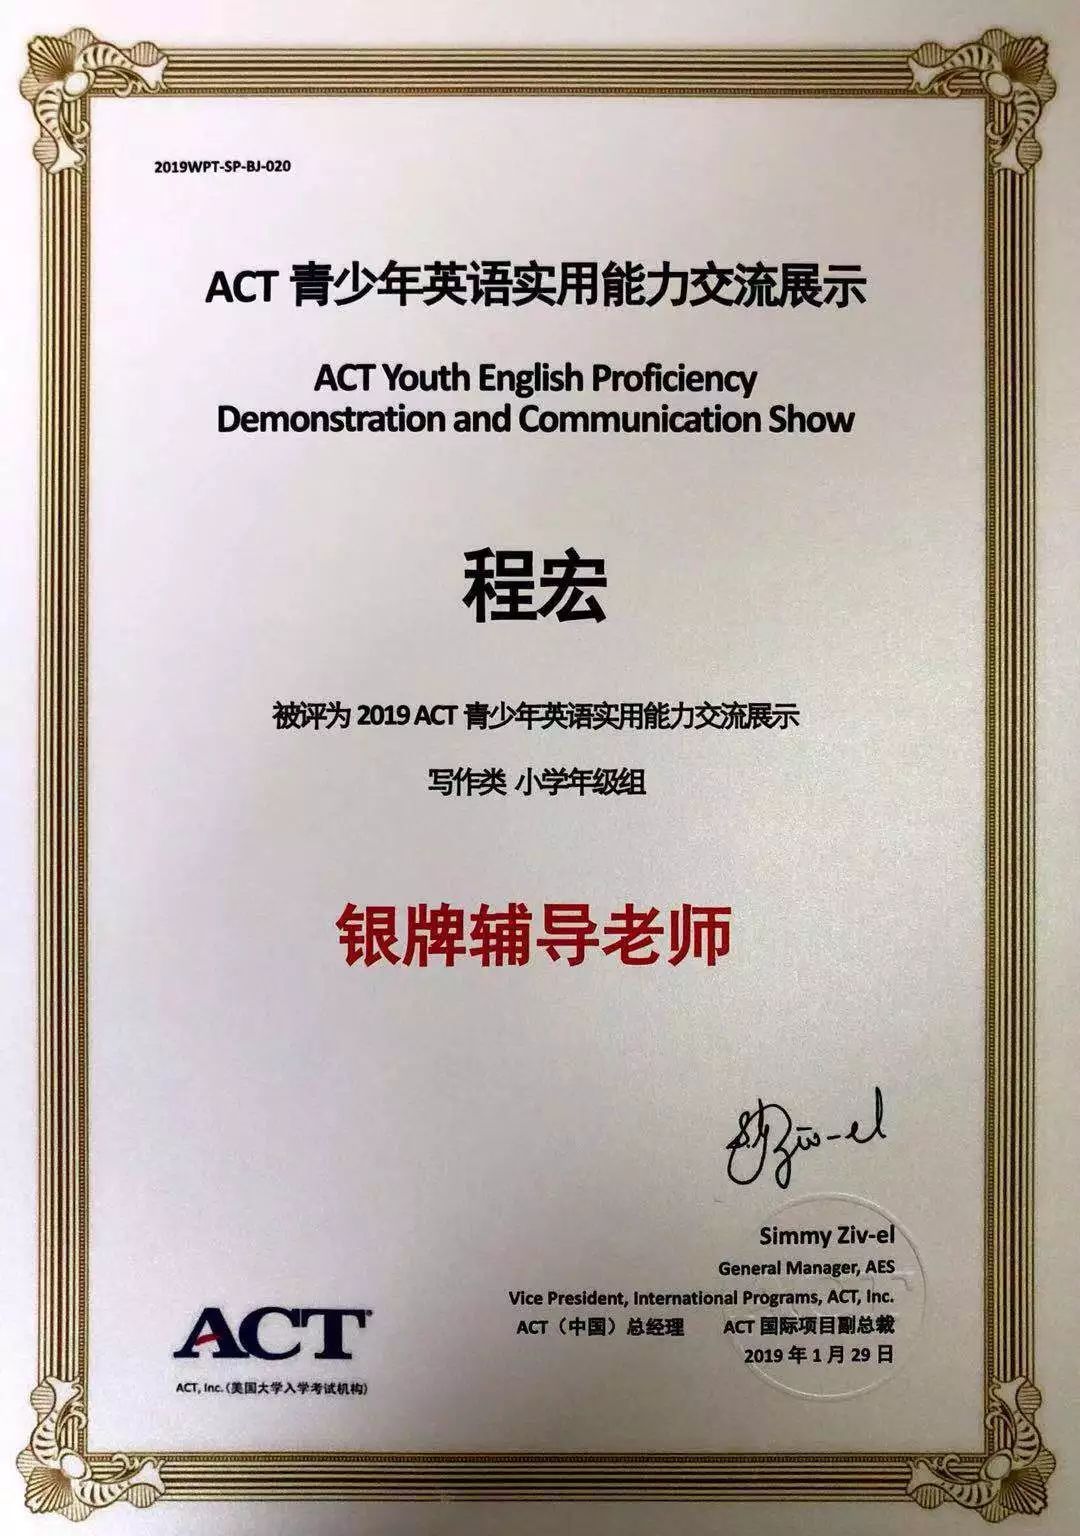 2019WPT-SP-BJ-020
ACT 青少年英语实用能力交流展示
ACT Youth English Proficiency
Demonstration and Communication Show
程宏
被评为 2019 ACT 青少年英语实用能力交流展示
写作类 小学年级组
银牌辅导老师
Simmy Ziv-el
Simmy Ziv-el
General Manager, AES
Vice President, International Programs, ACT, Inc.
ACT（中国）总经理 ACT 国际项目副总裁
2019 年 1 月 29 日
ACT®
ACT, Inc.(美国大学入学考试机构)